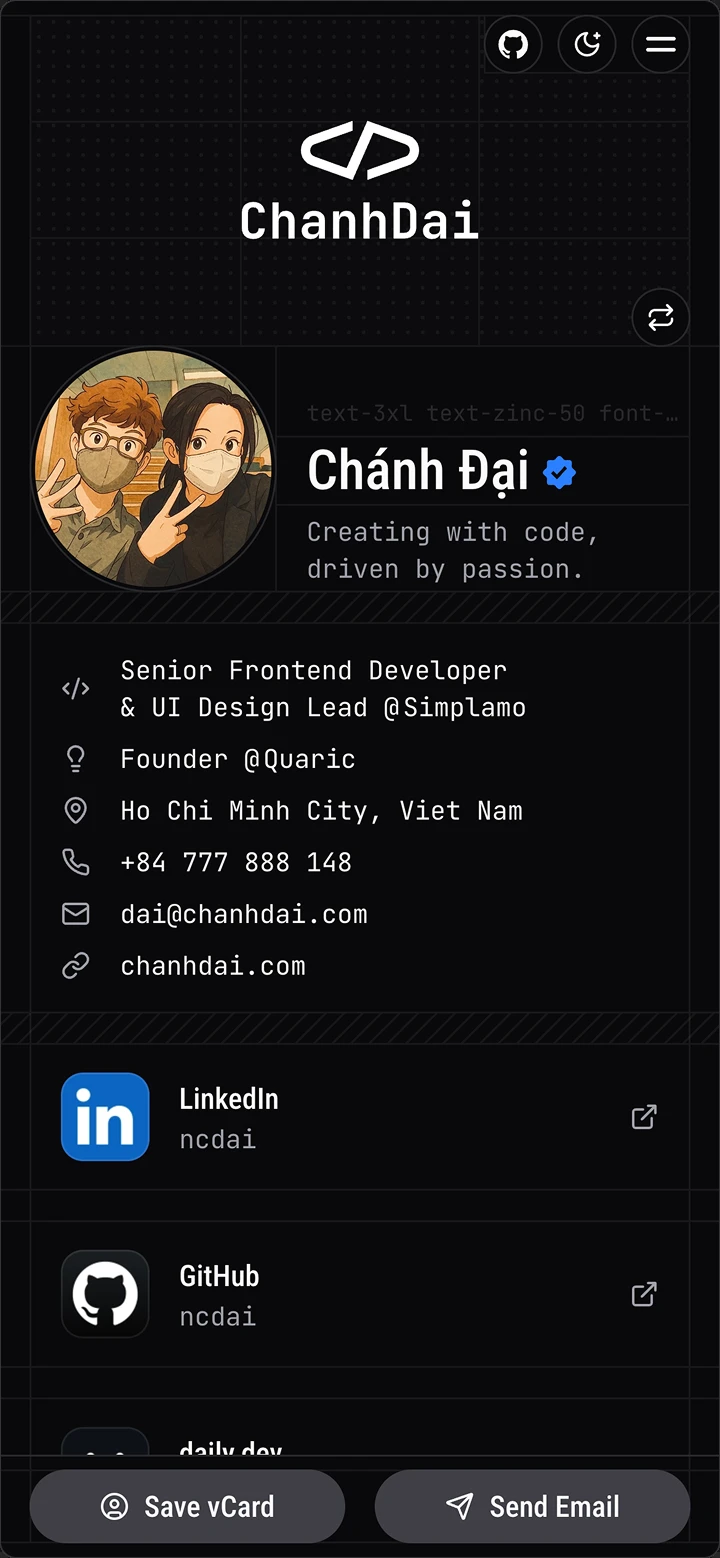 ChanhDai
text-3xl text-zinc-50 font-…
Chánh Đại
Creating with code,
driven by passion.
Senior Frontend Developer
& UI Design Lead @Simplamo
Founder @Quaric
Ho Chi Minh City, Viet Nam
+84 777 888 148
dai@chanhdai.com
chanhdai.com
in
LinkedIn
ncdai
GitHub
ncdai
daily.dev
Save vCard
Send Email